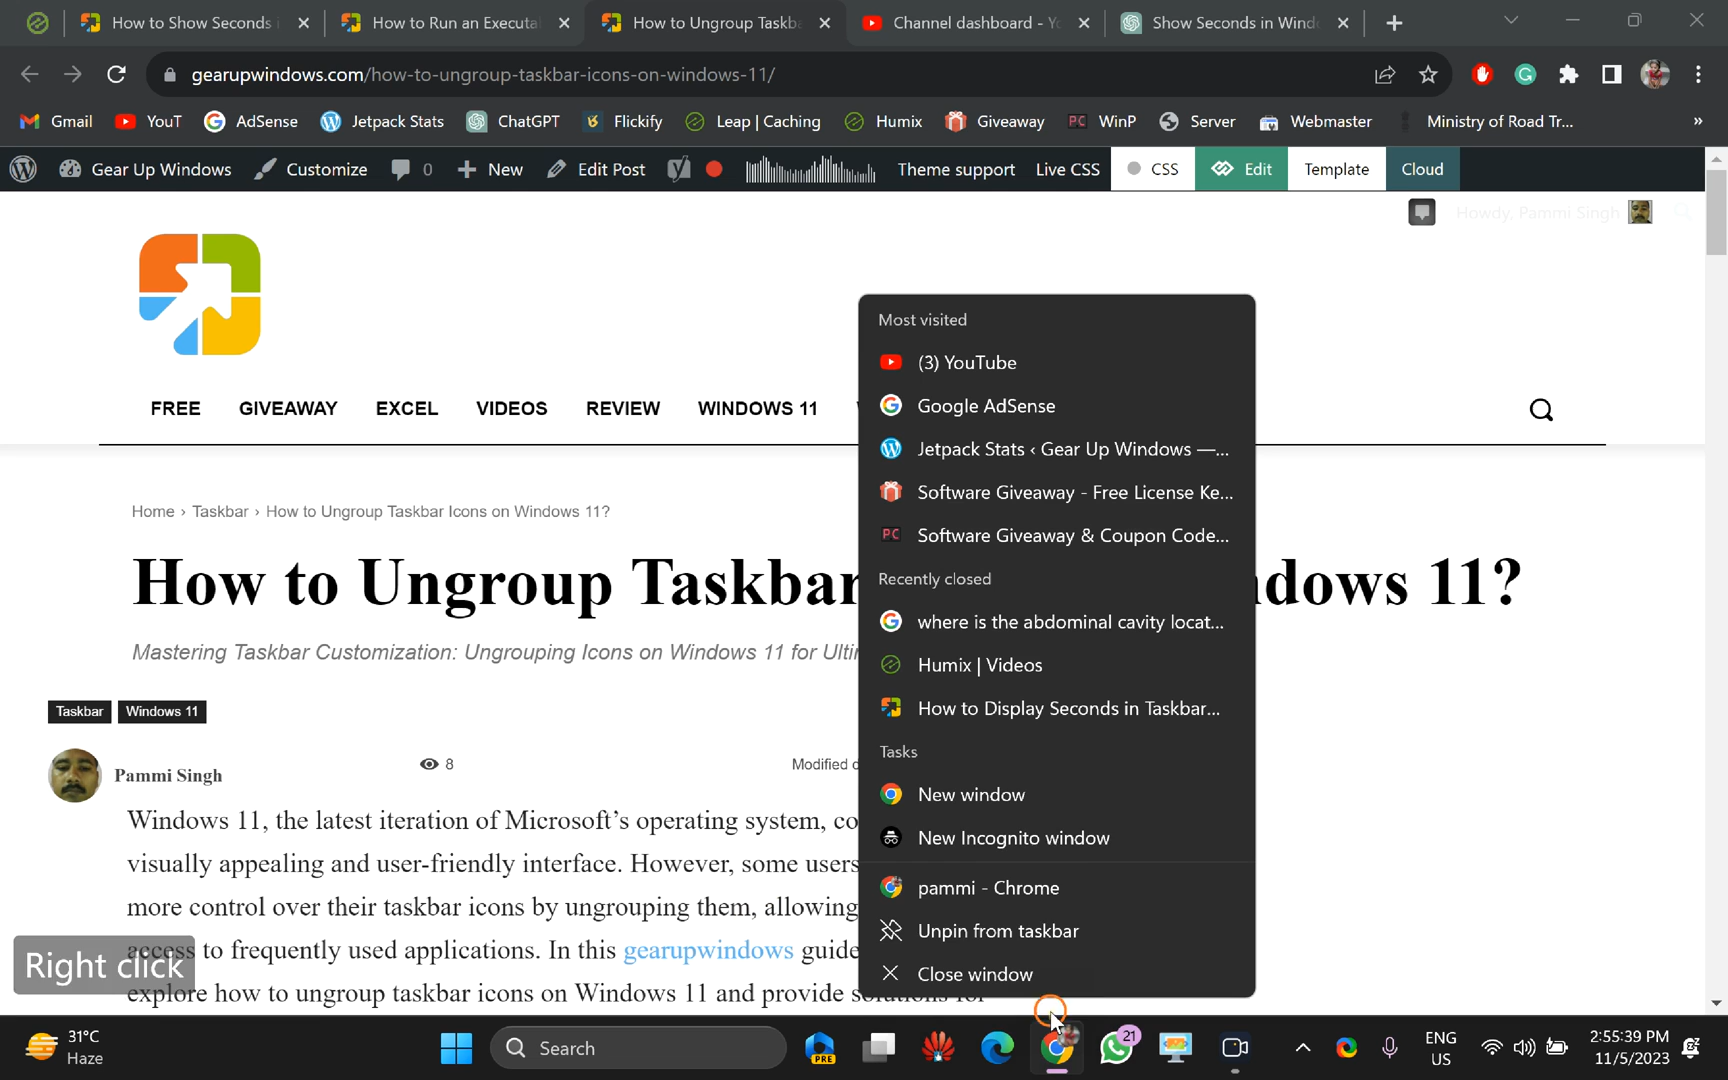 How to Show Seconds i
How to Run an Executa
How to Ungroup Taskba
Channel dashboard - Yo
Show Seconds in Windo
gearupwindows.com/how-to-ungroup-taskbar-icons-on-windows-11/
Gmail
YouT
AdSense
Jetpack Stats
ChatGPT
Flickify
Leap | Caching
Humix
Giveaway
PC WinP
Server
Webmaster
Ministry of Road Tr...
»
Gear Up Windows
Customize
0
New
Edit Post
Theme support
Live CSS
CSS
Edit
Template
Cloud
Howdy, Pammi Singh
FREE GIVEAWAY EXCEL VIDEOS REVIEW WINDOWS 11
Home › Taskbar › How to Ungroup Taskbar Icons on Windows 11?
How to Ungroup Taskbar
dows 11?
Mastering Taskbar Customization: Ungrouping Icons on Windows 11 for Ulti
Taskbar Windows 11
Pammi Singh
8
Modified
Windows 11, the latest iteration of Microsoft's operating system, co
visually appealing and user-friendly interface. However, some users
more control over their taskbar icons by ungrouping them, allowing
access to frequently used applications. In this gearupwindows guide
explore how to ungroup taskbar icons on Windows 11 and provide solutions for
Right click
Most visited
(3) YouTube
Google AdSense
Jetpack Stats ‹ Gear Up Windows —...
Software Giveaway - Free License Ke...
PC Software Giveaway & Coupon Code...
Recently closed
where is the abdominal cavity locat...
Humix | Videos
How to Display Seconds in Taskbar...
Tasks
New window
New Incognito window
pammi - Chrome
Unpin from taskbar
Close window
31°C
Haze
Search
PRE
21
ENG
US
2:55:39 PM
11/5/2023